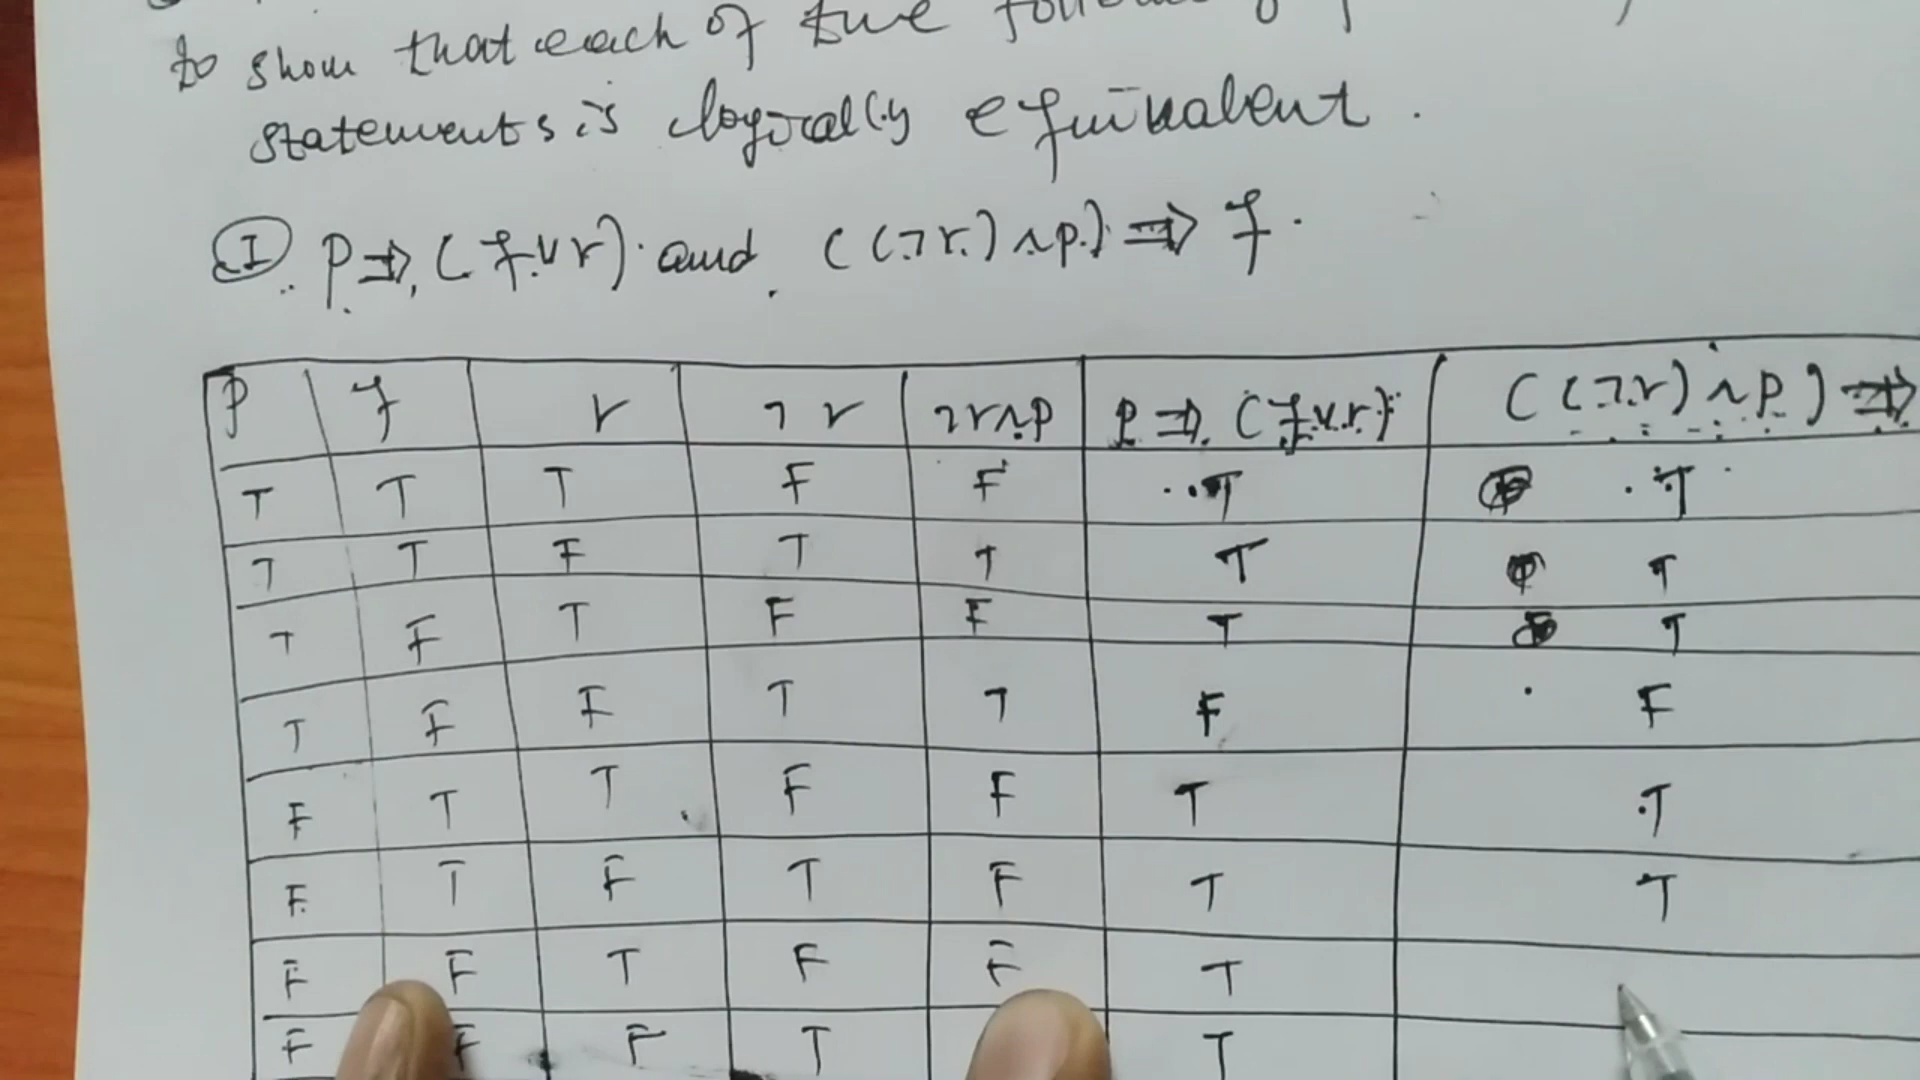 to show that each of the
statements is logically equivalent.
I. P ⇒ (q ∨ r) and ((¬r) ∧ p) ⇒ q.
P q r ¬r ¬r∧p P ⇒ (q∨r) ((¬r) ∧ p) ⇒
T T T F F T T
T T F T T T T
T F T F F T T
T F F T T F F
F T T F F T T
F T F T F T T
F F T F F T
F F F T T